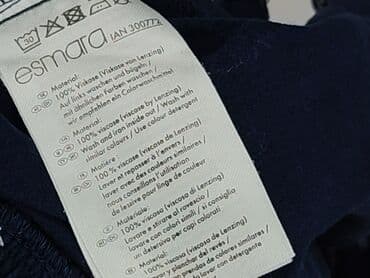 esmara IAN 300772
Material:
100% Viskose (Viskose von Lenzing)
Auf links waschen und bügeln /
mit ähnlichen Farben waschen /
wir empfehlen ein Colorwaschmittel
Material:
100% viscose (viscose by Lenzing)
Wash and iron inside out / Wash with
similar colours / Use colour detergent
Matière
100 % viscose (viscose de Lenzing)
Laver et repasser à l'envers /
laver avec des couleurs similaires /
nous conseillons l'utilisation
de lessive pour linge de couleur
Materiale:
100% viscosa (viscosa di Lenzing)
Lavare e stirare al rovescio /
lavare con colori simili / si consiglia
un detersivo per capi colorati
100% viscosa (viscosa de Lenzing)
Lavar y planchar del revés /